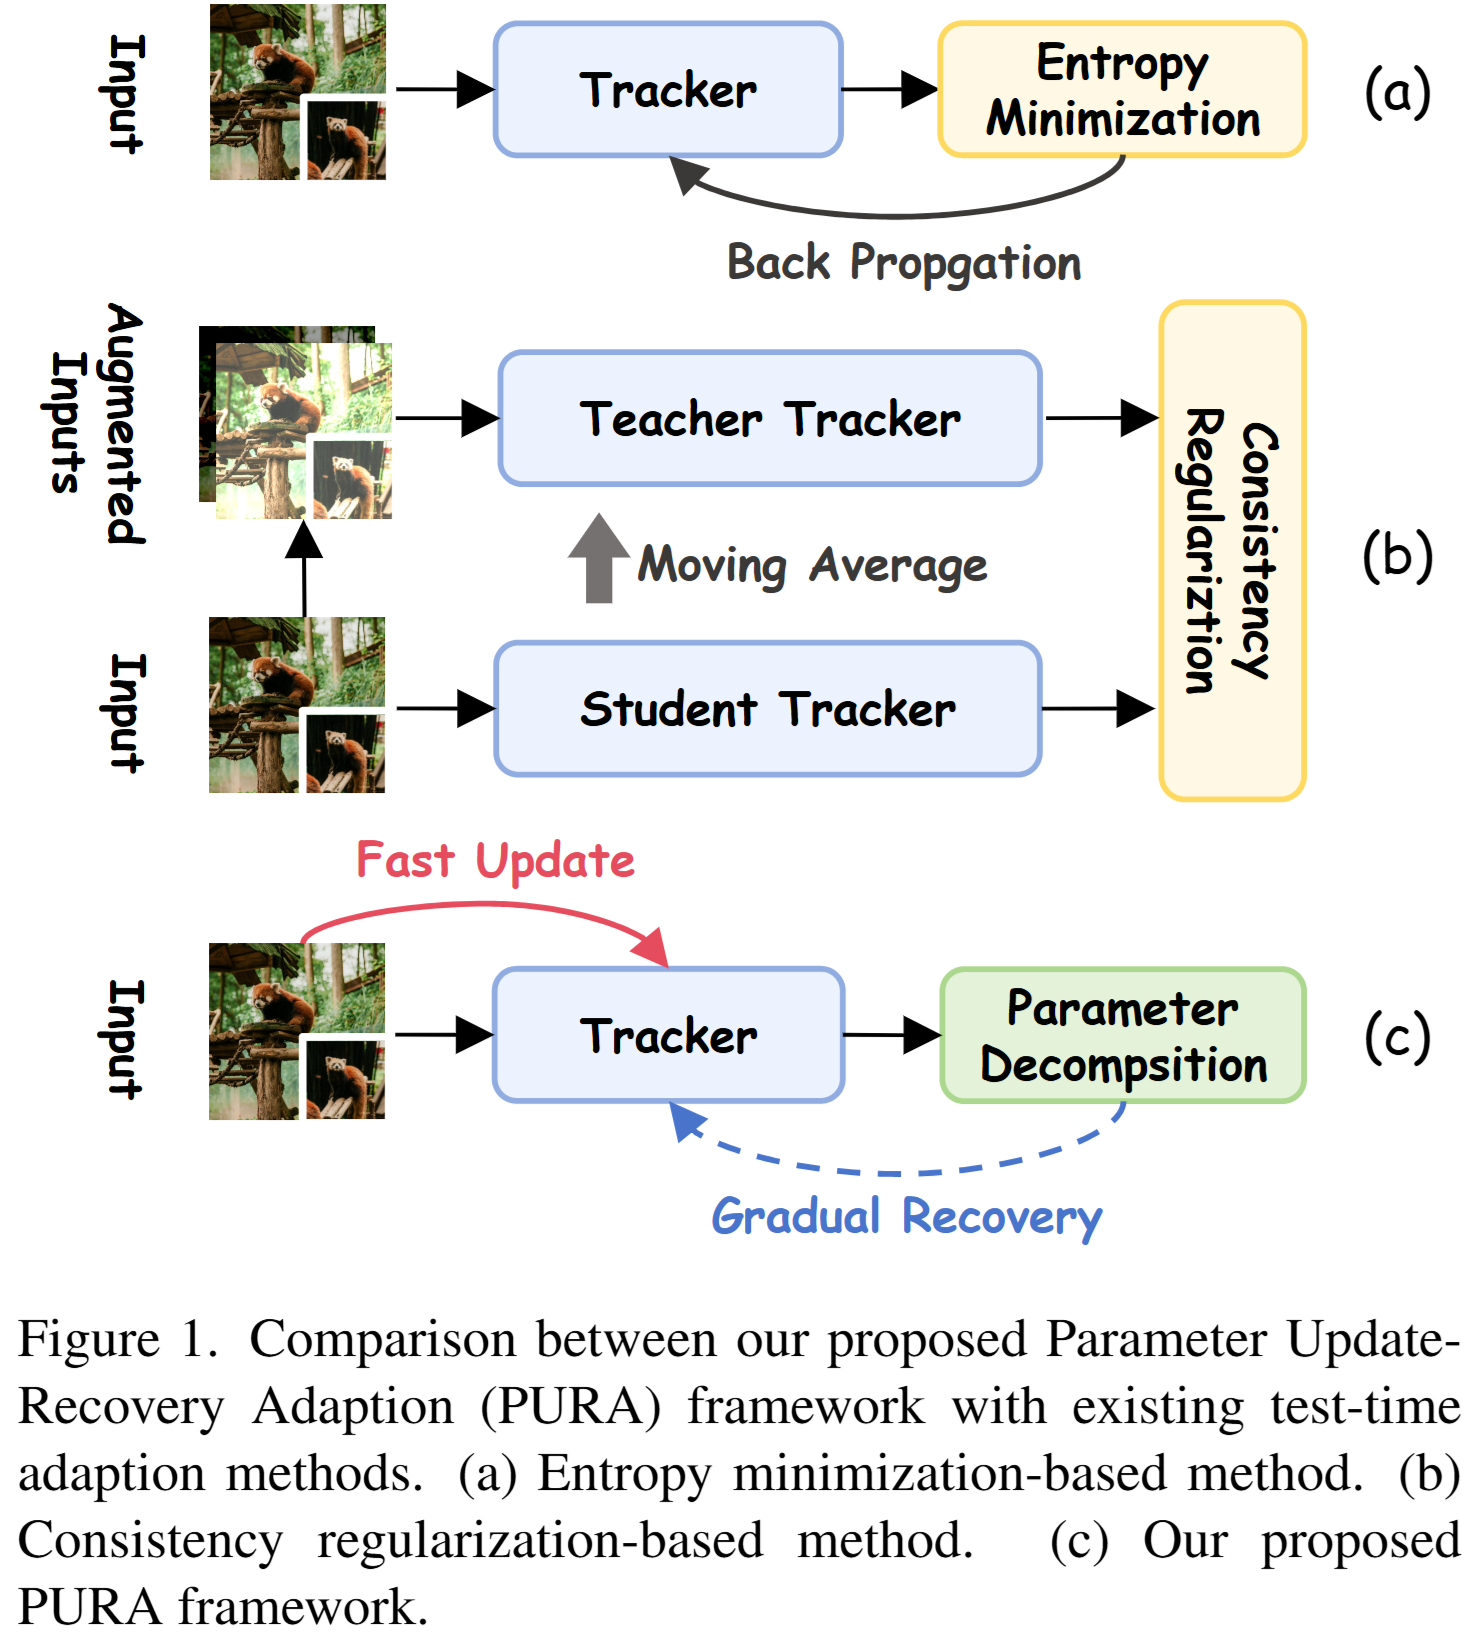 Input
Tracker
Entropy
Minimization
(a)
Back Propgation
Augmented
Inputs
Teacher Tracker
Consistency
Regulariztion
(b)
Moving Average
Input
Student Tracker
Fast Update
Input
Tracker
Parameter
Decompsition
(c)
Gradual Recovery
Figure 1. Comparison between our proposed Parameter Update-
Recovery Adaption (PURA) framework with existing test-time
adaption methods. (a) Entropy minimization-based method. (b)
Consistency regularization-based method. (c) Our proposed
PURA framework.